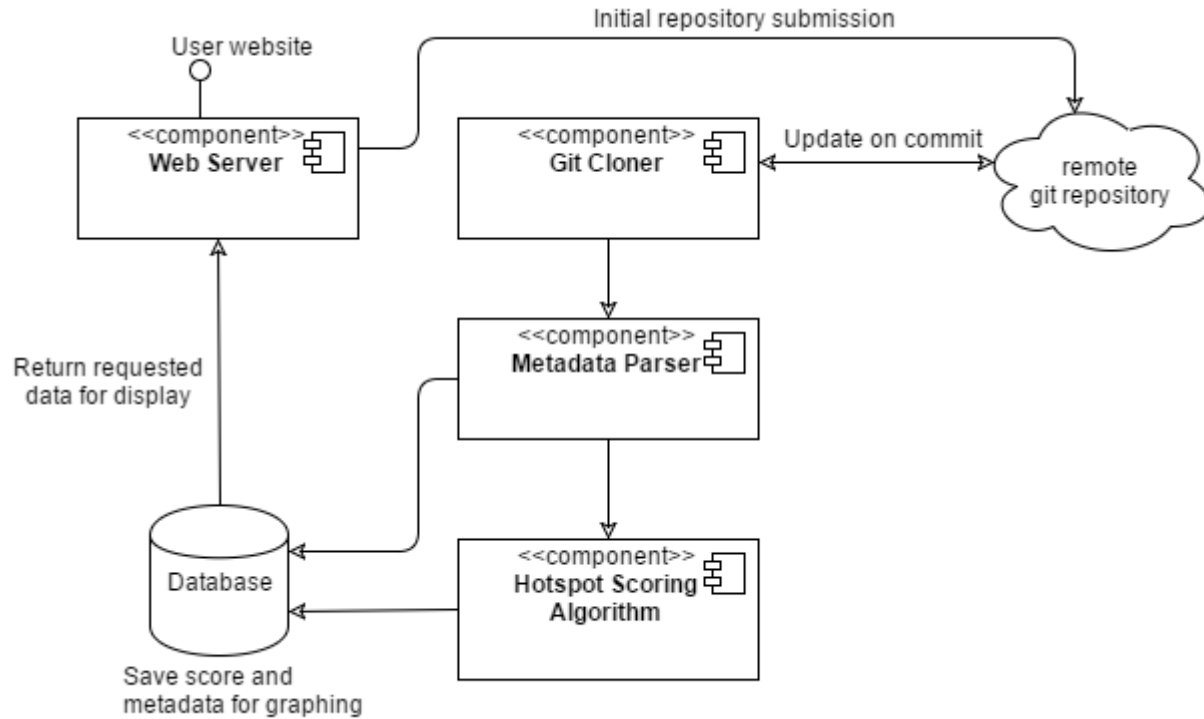 Initial repository submission
User website
<<component>>
Web Server
<<component>>
Git Cloner
Update on commit
remote
git repository
<<component>>
Metadata Parser
Return requested
data for display
<<component>>
Hotspot Scoring
Algorithm
Database
Save score and
metadata for graphing